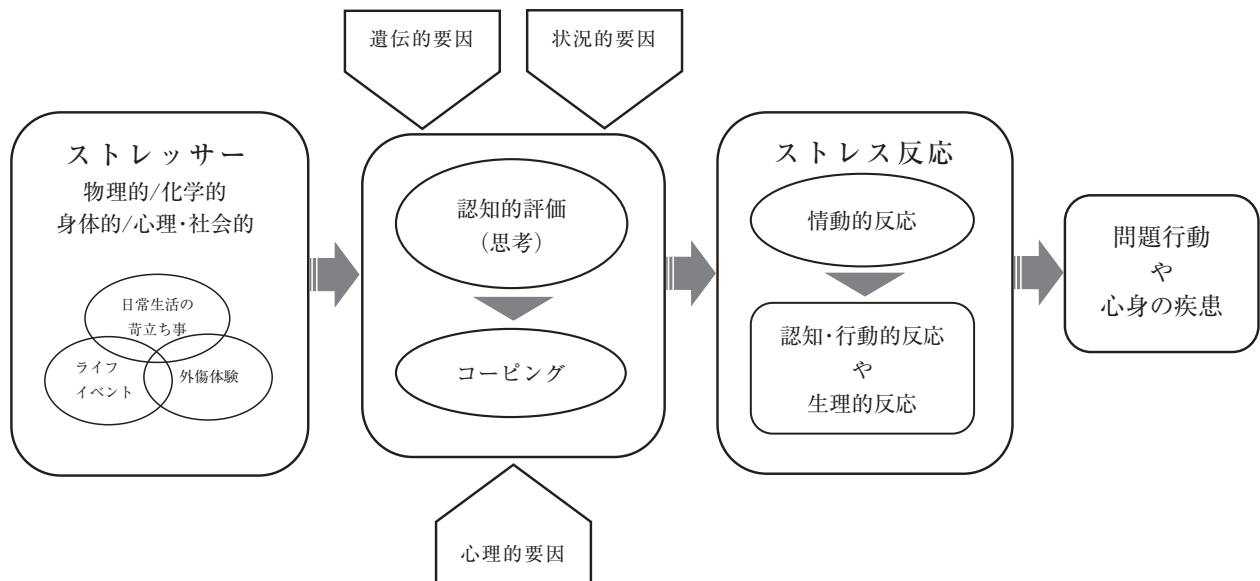 遺伝的要因
状況的要因
ストレッサー
物理的/化学的
身体的/心理･社会的
日常生活の
苛立ち事
ライフ
イベント
外傷体験
認知的評価
（思考）
コーピング
心理的要因
ストレス反応
情動的反応
認知･行動的反応
や
生理的反応
問題行動
や
心身の疾患